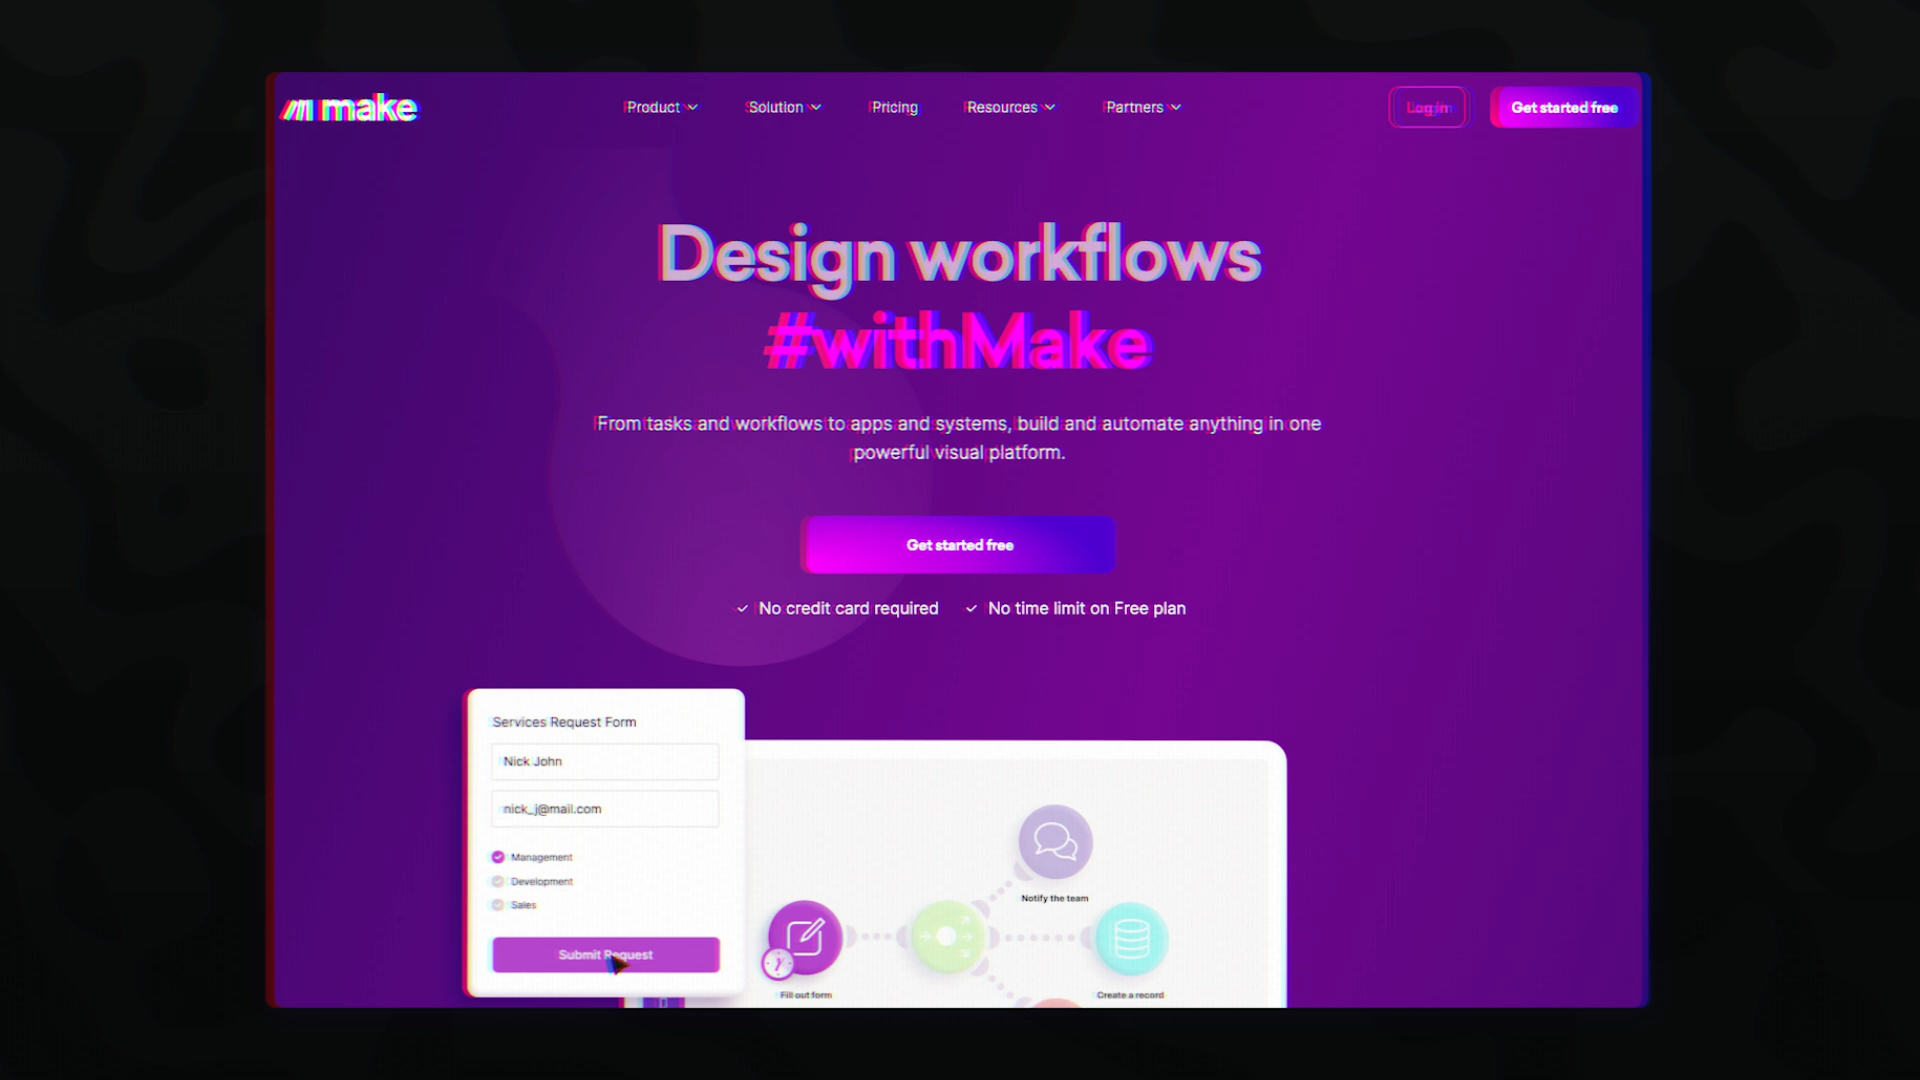 make
Product
Solution
Pricing
Resources
Partners
Log in
Get started free
Design workflows
#withMake
From tasks and workflows to apps and systems, build and automate anything in one
powerful visual platform.
Get started free
No credit card required
No time limit on Free plan
Services Request Form
Nick John
nick_j@mail.com
Management
Development
Sales
Submit Request
Notify the team
Fill out form
Create a record